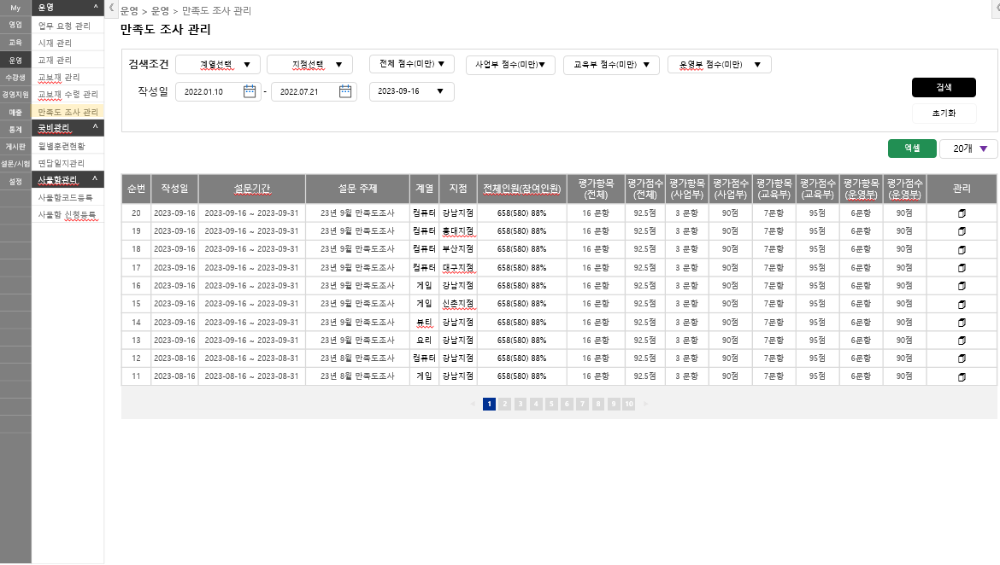 My
영업
교육
운영
수강생
경영지원
매출
통계
게시판
설문/시험
설정
운영 ^
업무 요청 관리
시재 관리
교재 관리
교보재 관리
교보재 수령 관리
만족도 조사 관리
국비관리 ^
월별훈련현황
면담일지관리
사물함관리 ^
사물함코드등록
사물함 신청등록
운영 > 운영 > 만족도 조사 관리
만족도 조사 관리
검색조건 계열선택 ▼ 지점선택 ▼ 전체 점수(미만) ▼ 사업부 점수(미만)▼ 교육부 점수(미만) ▼ 운영부 점수(미만) ▼
작성일 2022.01.10 - 2022.07.21 2023-09-16 ▼
검색
초기화
엑셀 20개 ▼
순번 작성일 설문기간 설문 주제 계열 지점 전체인원(참여인원) 평가항목(전체) 평가점수(전체) 평가항목(사업부) 평가점수(사업부) 평가항목(교육부) 평가점수(교육부) 평가항목(운영부) 평가점수(운영부) 관리
20 2023-09-16 2023-09-16 ~ 2023-09-31 23년 9월 만족도조사 컴퓨터 강남지점 658(580) 88% 16 문항 92.5점 3 문항 90점 7문항 95점 6문항 90점
19 2023-09-16 2023-09-16 ~ 2023-09-31 23년 9월 만족도조사 컴퓨터 홍대지점 658(580) 88% 16 문항 92.5점 3 문항 90점 7문항 95점 6문항 90점
18 2023-09-16 2023-09-16 ~ 2023-09-31 23년 9월 만족도조사 컴퓨터 부산지점 658(580) 88% 16 문항 92.5점 3 문항 90점 7문항 95점 6문항 90점
17 2023-09-16 2023-09-16 ~ 2023-09-31 23년 9월 만족도조사 컴퓨터 대구지점 658(580) 88% 16 문항 92.5점 3 문항 90점 7문항 95점 6문항 90점
16 2023-09-16 2023-09-16 ~ 2023-09-31 23년 9월 만족도조사 게임 강남지점 658(580) 88% 16 문항 92.5점 3 문항 90점 7문항 95점 6문항 90점
15 2023-09-16 2023-09-16 ~ 2023-09-31 23년 9월 만족도조사 게임 신촌지점 658(580) 88% 16 문항 92.5점 3 문항 90점 7문항 95점 6문항 90점
14 2023-09-16 2023-09-16 ~ 2023-09-31 23년 9월 만족도조사 뷰티 강남지점 658(580) 88% 16 문항 92.5점 3 문항 90점 7문항 95점 6문항 90점
13 2023-09-16 2023-09-16 ~ 2023-09-31 23년 9월 만족도조사 요리 강남지점 658(580) 88% 16 문항 92.5점 3 문항 90점 7문항 95점 6문항 90점
12 2023-08-16 2023-08-16 ~ 2023-08-31 23년 8월 만족도조사 컴퓨터 강남지점 658(580) 88% 16 문항 92.5점 3 문항 90점 7문항 95점 6문항 90점
11 2023-08-16 2023-08-16 ~ 2023-08-31 23년 8월 만족도조사 게임 강남지점 658(580) 88% 16 문항 92.5점 3 문항 90점 7문항 95점 6문항 90점
1 2 3 4 5 6 7 8 9 10